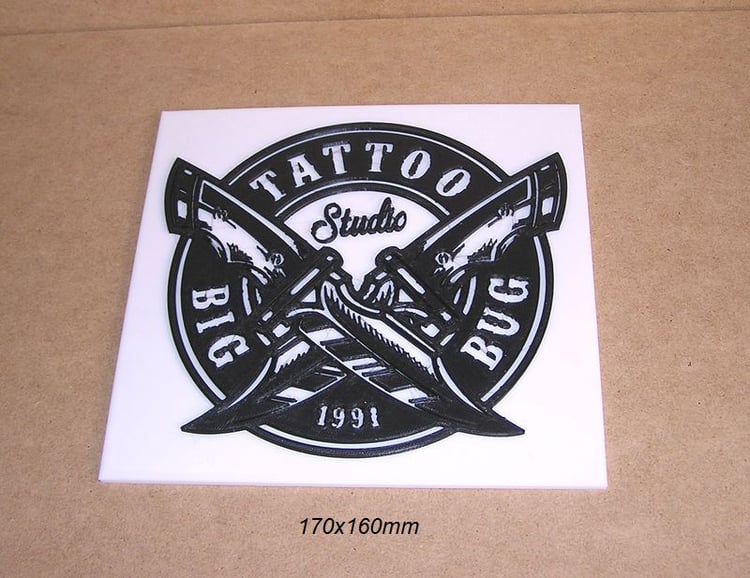 TATTOO
Studio
BIG
BUG
1991
170x160mm